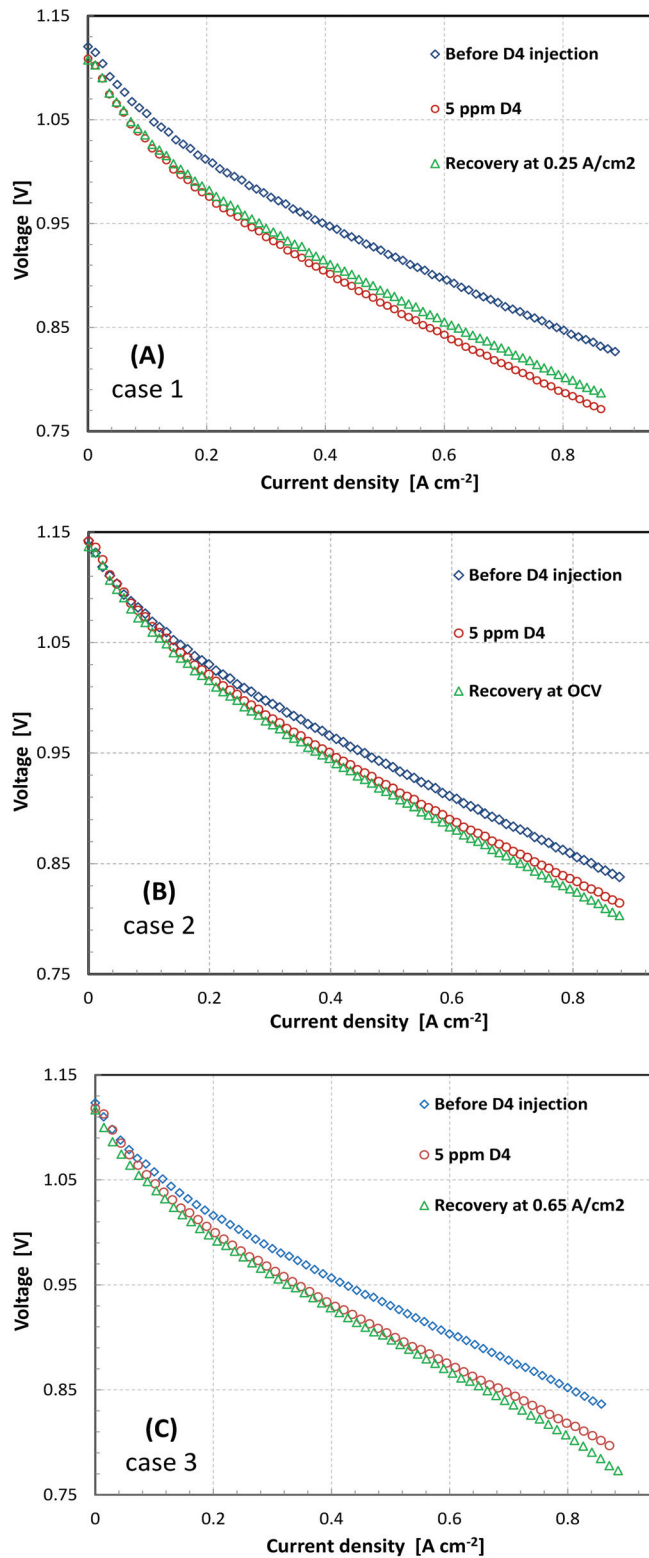 1.15
1.05
0.95
0.85
0.75
Voltage [V]
Before D4 injection
5 ppm D4
Recovery at 0.25 A/cm2
(A)
case 1
0
0.2
0.4
0.6
0.8
Current density [A cm-2]
1.15
1.05
0.95
0.85
0.75
Voltage [V]
Before D4 injection
5 ppm D4
Recovery at OCV
(B)
case 2
0
0.2
0.4
0.6
0.8
Current density [A cm-2]
1.15
1.05
0.95
0.85
0.75
Voltage [V]
Before D4 injection
5 ppm D4
Recovery at 0.65 A/cm2
(C)
case 3
0
0.2
0.4
0.6
0.8
Current density [A cm-2]